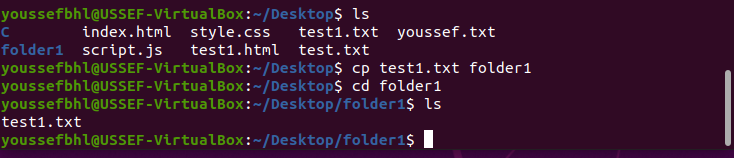 youssefbhl@USSEF-VirtualBox:~/Desktop$ ls
C index.html style.css test1.txt youssef.txt
folder1 script.js test1.html test.txt
youssefbhl@USSEF-VirtualBox:~/Desktop$ cp test1.txt folder1
youssefbhl@USSEF-VirtualBox:~/Desktop$ cd folder1
youssefbhl@USSEF-VirtualBox:~/Desktop/folder1$ ls
test1.txt
youssefbhl@USSEF-VirtualBox:~/Desktop/folder1$